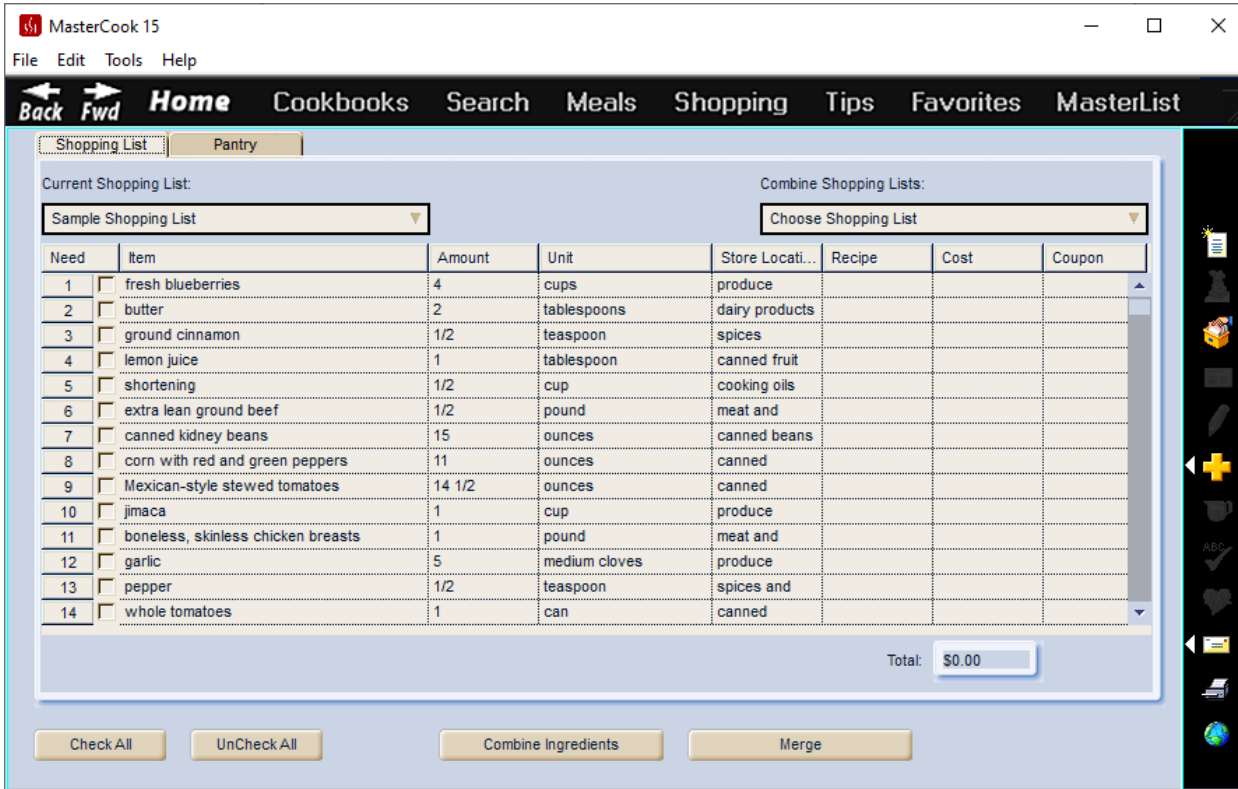 MasterCook 15
File Edit Tools Help
Back Fwd Home Cookbooks Search Meals Shopping Tips Favorites MasterList
Shopping List Pantry
Current Shopping List: Combine Shopping Lists:
Sample Shopping List Choose Shopping List
Need Item Amount Unit Store Locati... Recipe Cost Coupon
1 fresh blueberries 4 cups produce
2 butter 2 tablespoons dairy products
3 ground cinnamon 1/2 teaspoon spices
4 lemon juice 1 tablespoon canned fruit
5 shortening 1/2 cup cooking oils
6 extra lean ground beef 1/2 pound meat and
7 canned kidney beans 15 ounces canned beans
8 corn with red and green peppers 11 ounces canned
9 Mexican-style stewed tomatoes 14 1/2 ounces canned
10 jimaca 1 cup produce
11 boneless, skinless chicken breasts 1 pound meat and
12 garlic 5 medium cloves produce
13 pepper 1/2 teaspoon spices and
14 whole tomatoes 1 can canned
Total: $0.00
Check All UnCheck All Combine Ingredients Merge
ABC